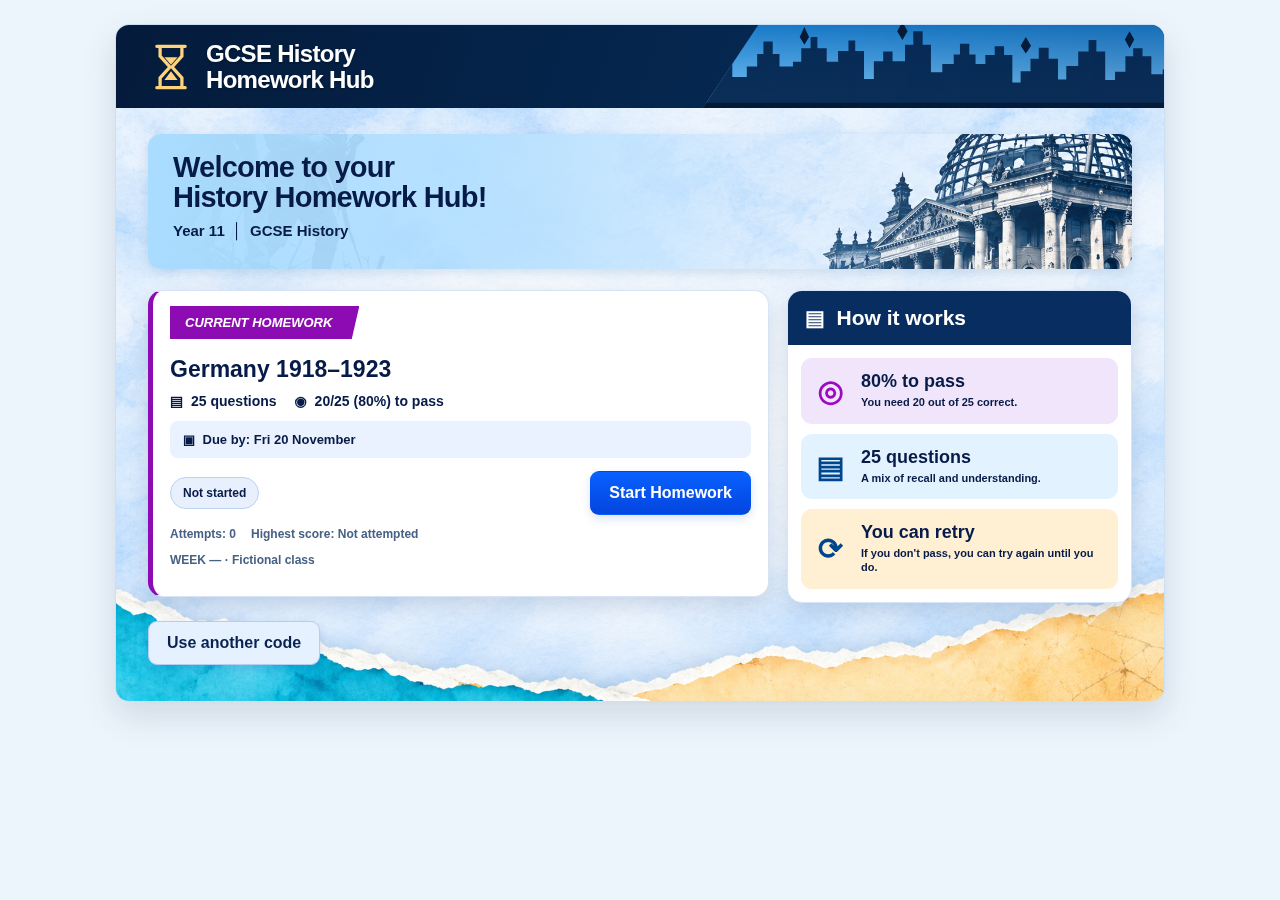 GCSE History
Homework Hub
Welcome to your
History Homework Hub!
Year 11 | GCSE History
CURRENT HOMEWORK
Germany 1918–1923
25 questions 20/25 (80%) to pass
Due by: Fri 20 November
Not started
Start Homework
Attempts: 0 Highest score: Not attempted
WEEK — · Fictional class
Use another code
How it works
80% to pass
You need 20 out of 25 correct.
25 questions
A mix of recall and understanding.
You can retry
If you don't pass, you can try again until you
do.